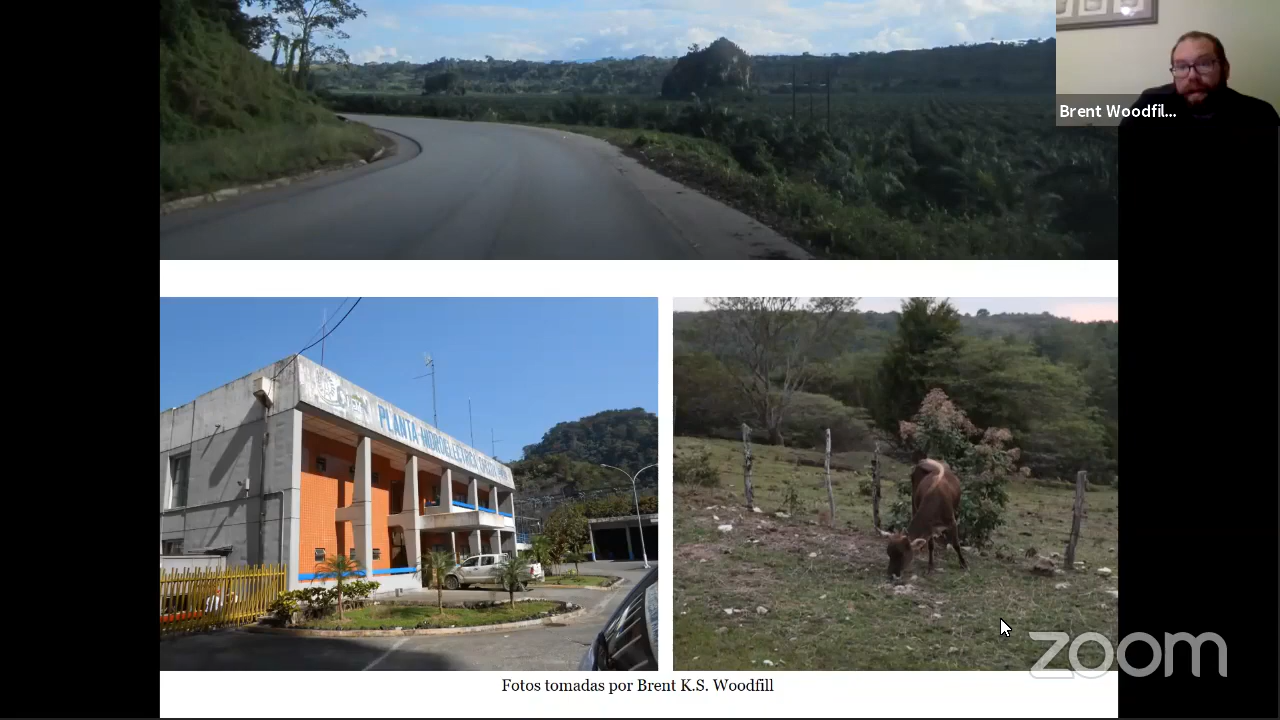 Brent Woodfil...
PLANTA HIDROELECTRICA
Fotos tomadas por Brent K.S. Woodfill
zoom